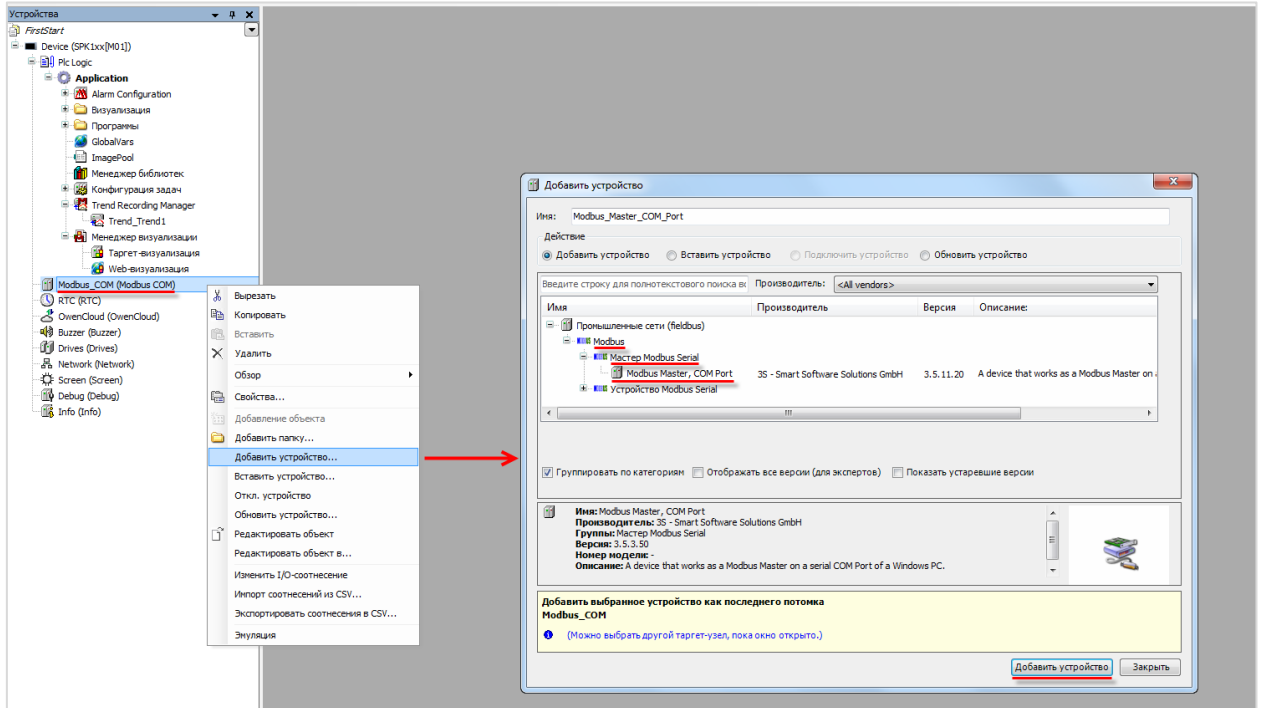 Устройства
FirstStart
Device (SPK1xx[M01])
Plc Logic
Application
Alarm Configuration
Визуализация
Программы
GlobalVars
ImagePool
Менеджер библиотек
Конфигурация задач
Trend Recording Manager
Trend_Trend1
Менеджер визуализации
Таргет-визуализация
Web-визуализация
Modbus_COM (Modbus COM)
RTC (RTC)
OwenCloud (OwenCloud)
Buzzer (Buzzer)
Drives (Drives)
Network (Network)
Screen (Screen)
Debug (Debug)
Info (Info)
Вырезать
Копировать
Вставить
Удалить
Обзор
Свойства...
Добавление объекта
Добавить папку...
Добавить устройство...
Вставить устройство...
Откл. устройство
Обновить устройство...
Редактировать объект
Редактировать объект в...
Изменить I/O-соотнесение
Импорт соотнесений из CSV...
Экспортировать соотнесения в CSV...
Эмуляция
Добавить устройство
Имя: Modbus_Master_COM_Port
Действие
Добавить устройство Вставить устройство Подключить устройство Обновить устройство
Введите строку для полнотекстового поиска вс Производитель: <All vendors>
Имя Производитель Версия Описание:
Промышленные сети (fieldbus)
Modbus
Мастер Modbus Serial
Modbus Master, COM Port 3S - Smart Software Solutions GmbH 3.5.11.20 A device that works as a Modbus Master on
Устройство Modbus Serial
Группировать по категориям Отображать все версии (для экспертов) Показать устаревшие версии
Имя: Modbus Master, COM Port
Производитель: 3S - Smart Software Solutions GmbH
Группы: Мастер Modbus Serial
Версия: 3.5.3.50
Номер модели: -
Описание: A device that works as a Modbus Master on a serial COM Port of a Windows PC.
Добавить выбранное устройство как последнего потомка
Modbus_COM
(Можно выбрать другой таргет-узел, пока окно открыто.)
Добавить устройство Закрыть